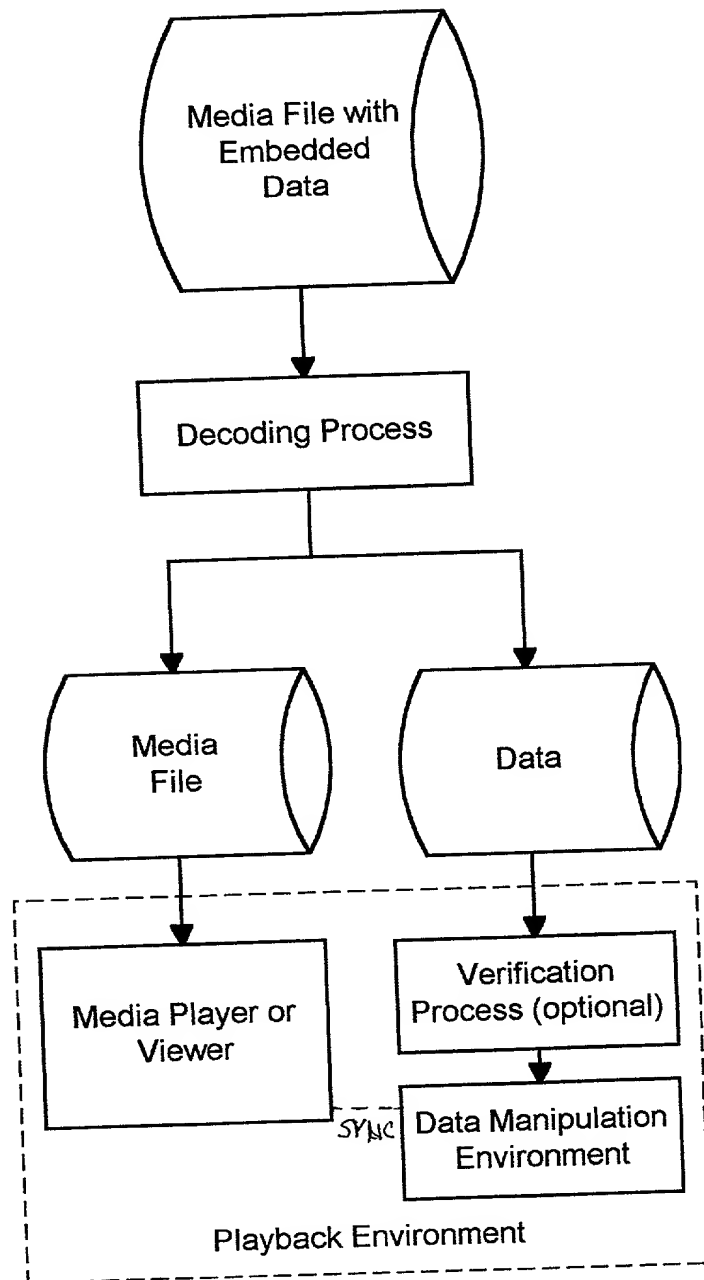 Media File with
Embedded
Data
Decoding Process
Media
File
Data
Media Player or
Viewer
Verification
Process (optional)
SYNC
Data Manipulation
Environment
Playback Environment